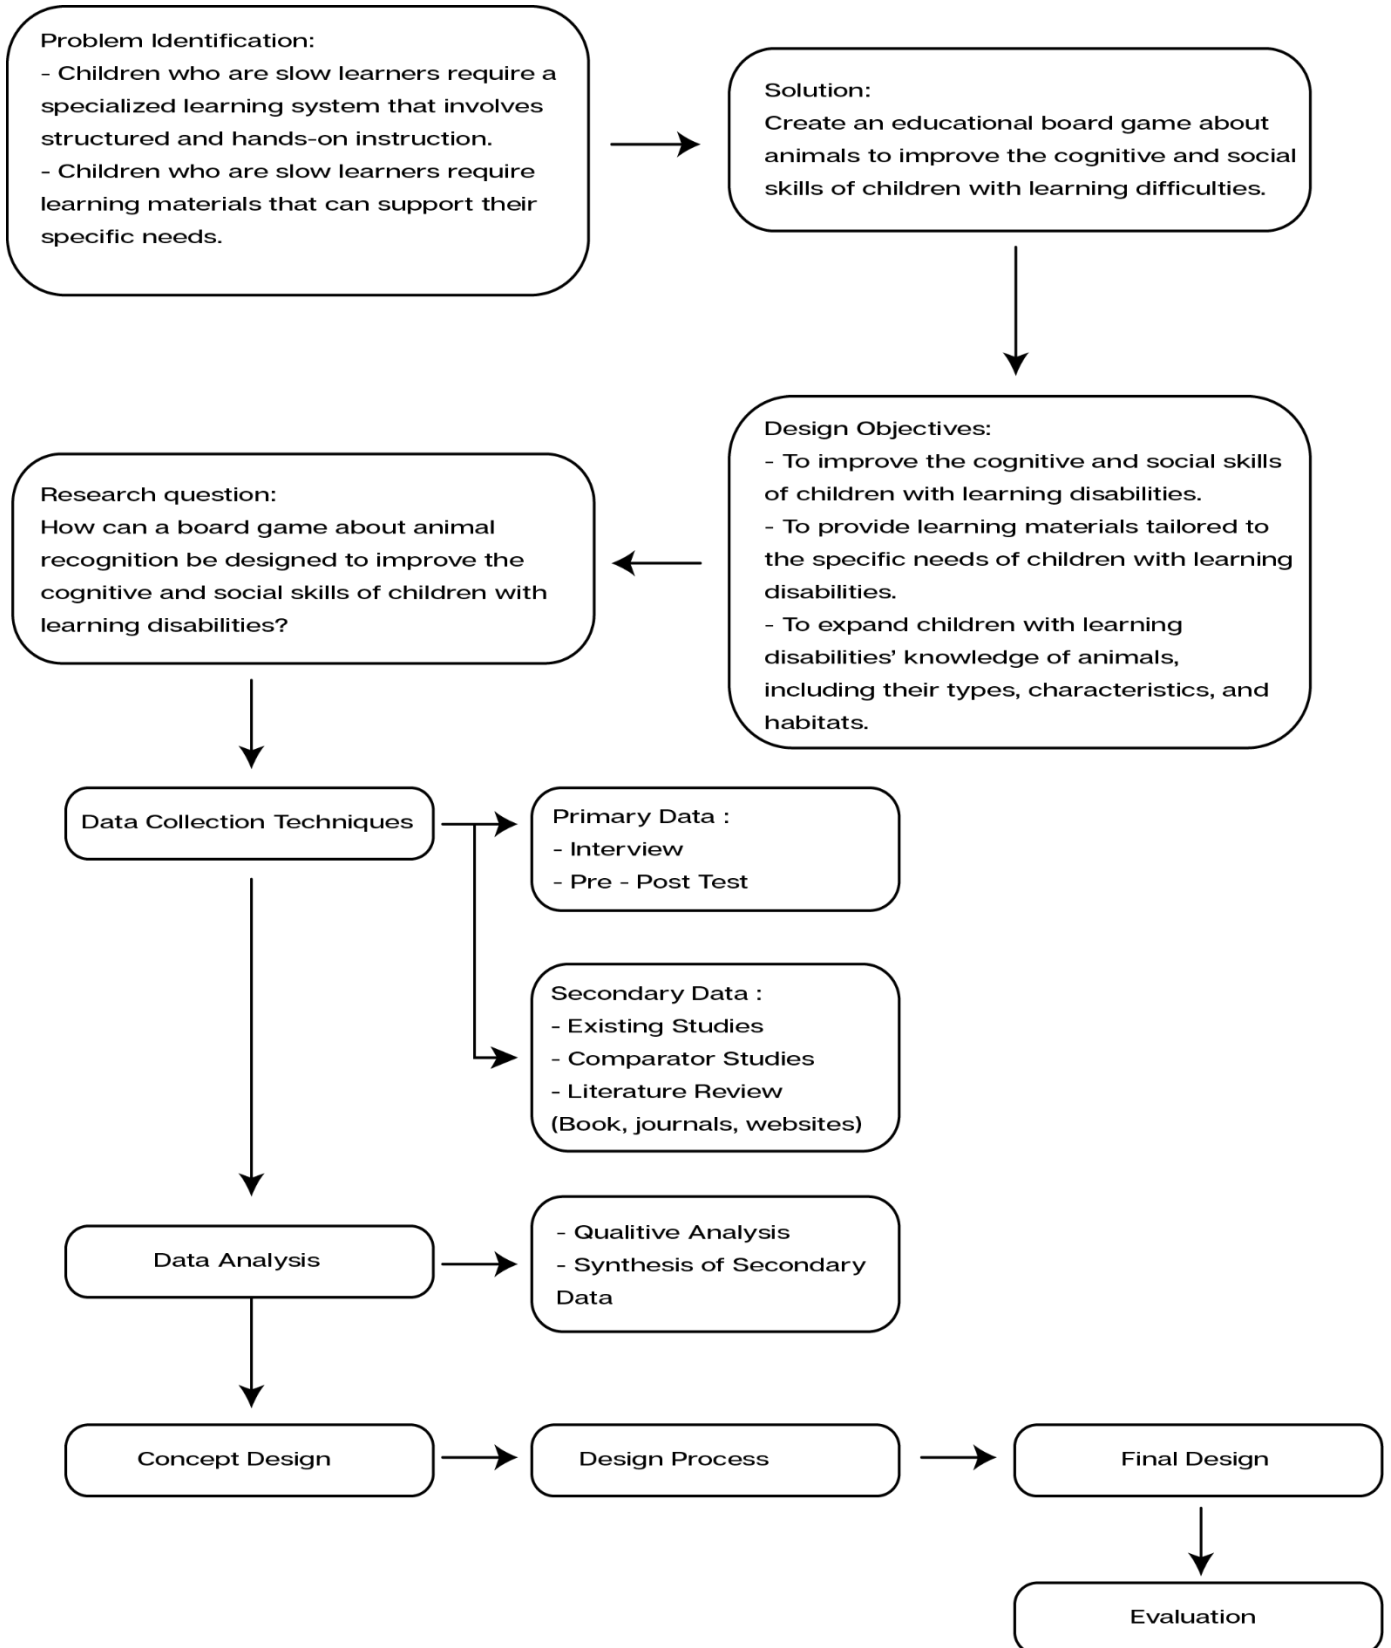 Problem Identification:
- Children who are slow learners require a
specialized learning system that involves
structured and hands-on instruction.
- Children who are slow learners require
learning materials that can support their
specific needs.
Solution:
Create an educational board game about
animals to improve the cognitive and social
skills of children with learning difficulties.
Design Objectives:
- To improve the cognitive and social skills
of children with learning disabilities.
- To provide learning materials tailored to
the specific needs of children with learning
disabilities.
- To expand children with learning
disabilities’ knowledge of animals,
including their types, characteristics, and
habitats.
Research question:
How can a board game about animal
recognition be designed to improve the
cognitive and social skills of children with
learning disabilities?
Data Collection Techniques
Primary Data :
- Interview
- Pre - Post Test
Secondary Data :
- Existing Studies
- Comparator Studies
- Literature Review
(Book, journals, websites)
Data Analysis
- Qualitive Analysis
- Synthesis of Secondary
Data
Concept Design
Design Process
Final Design
Evaluation